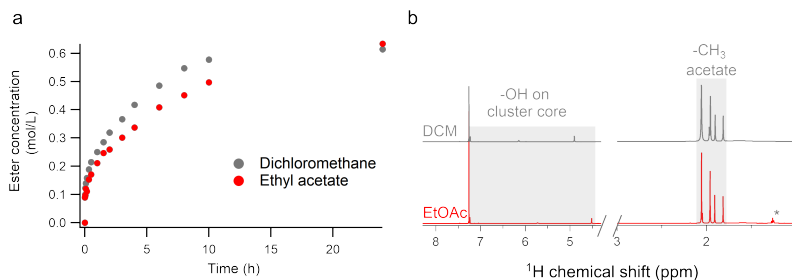 a
0.6
0.5
0.4
0.3
0.2
0.1
0.0
Ester concentration
(mol/L)
Dichloromethane
Ethyl acetate
0
5
10
20
Time (h)
b
-CH₃
acetate
-OH on
cluster core
DCM
EtOAc
*
8
7
6
5
3
2
¹H chemical shift (ppm)